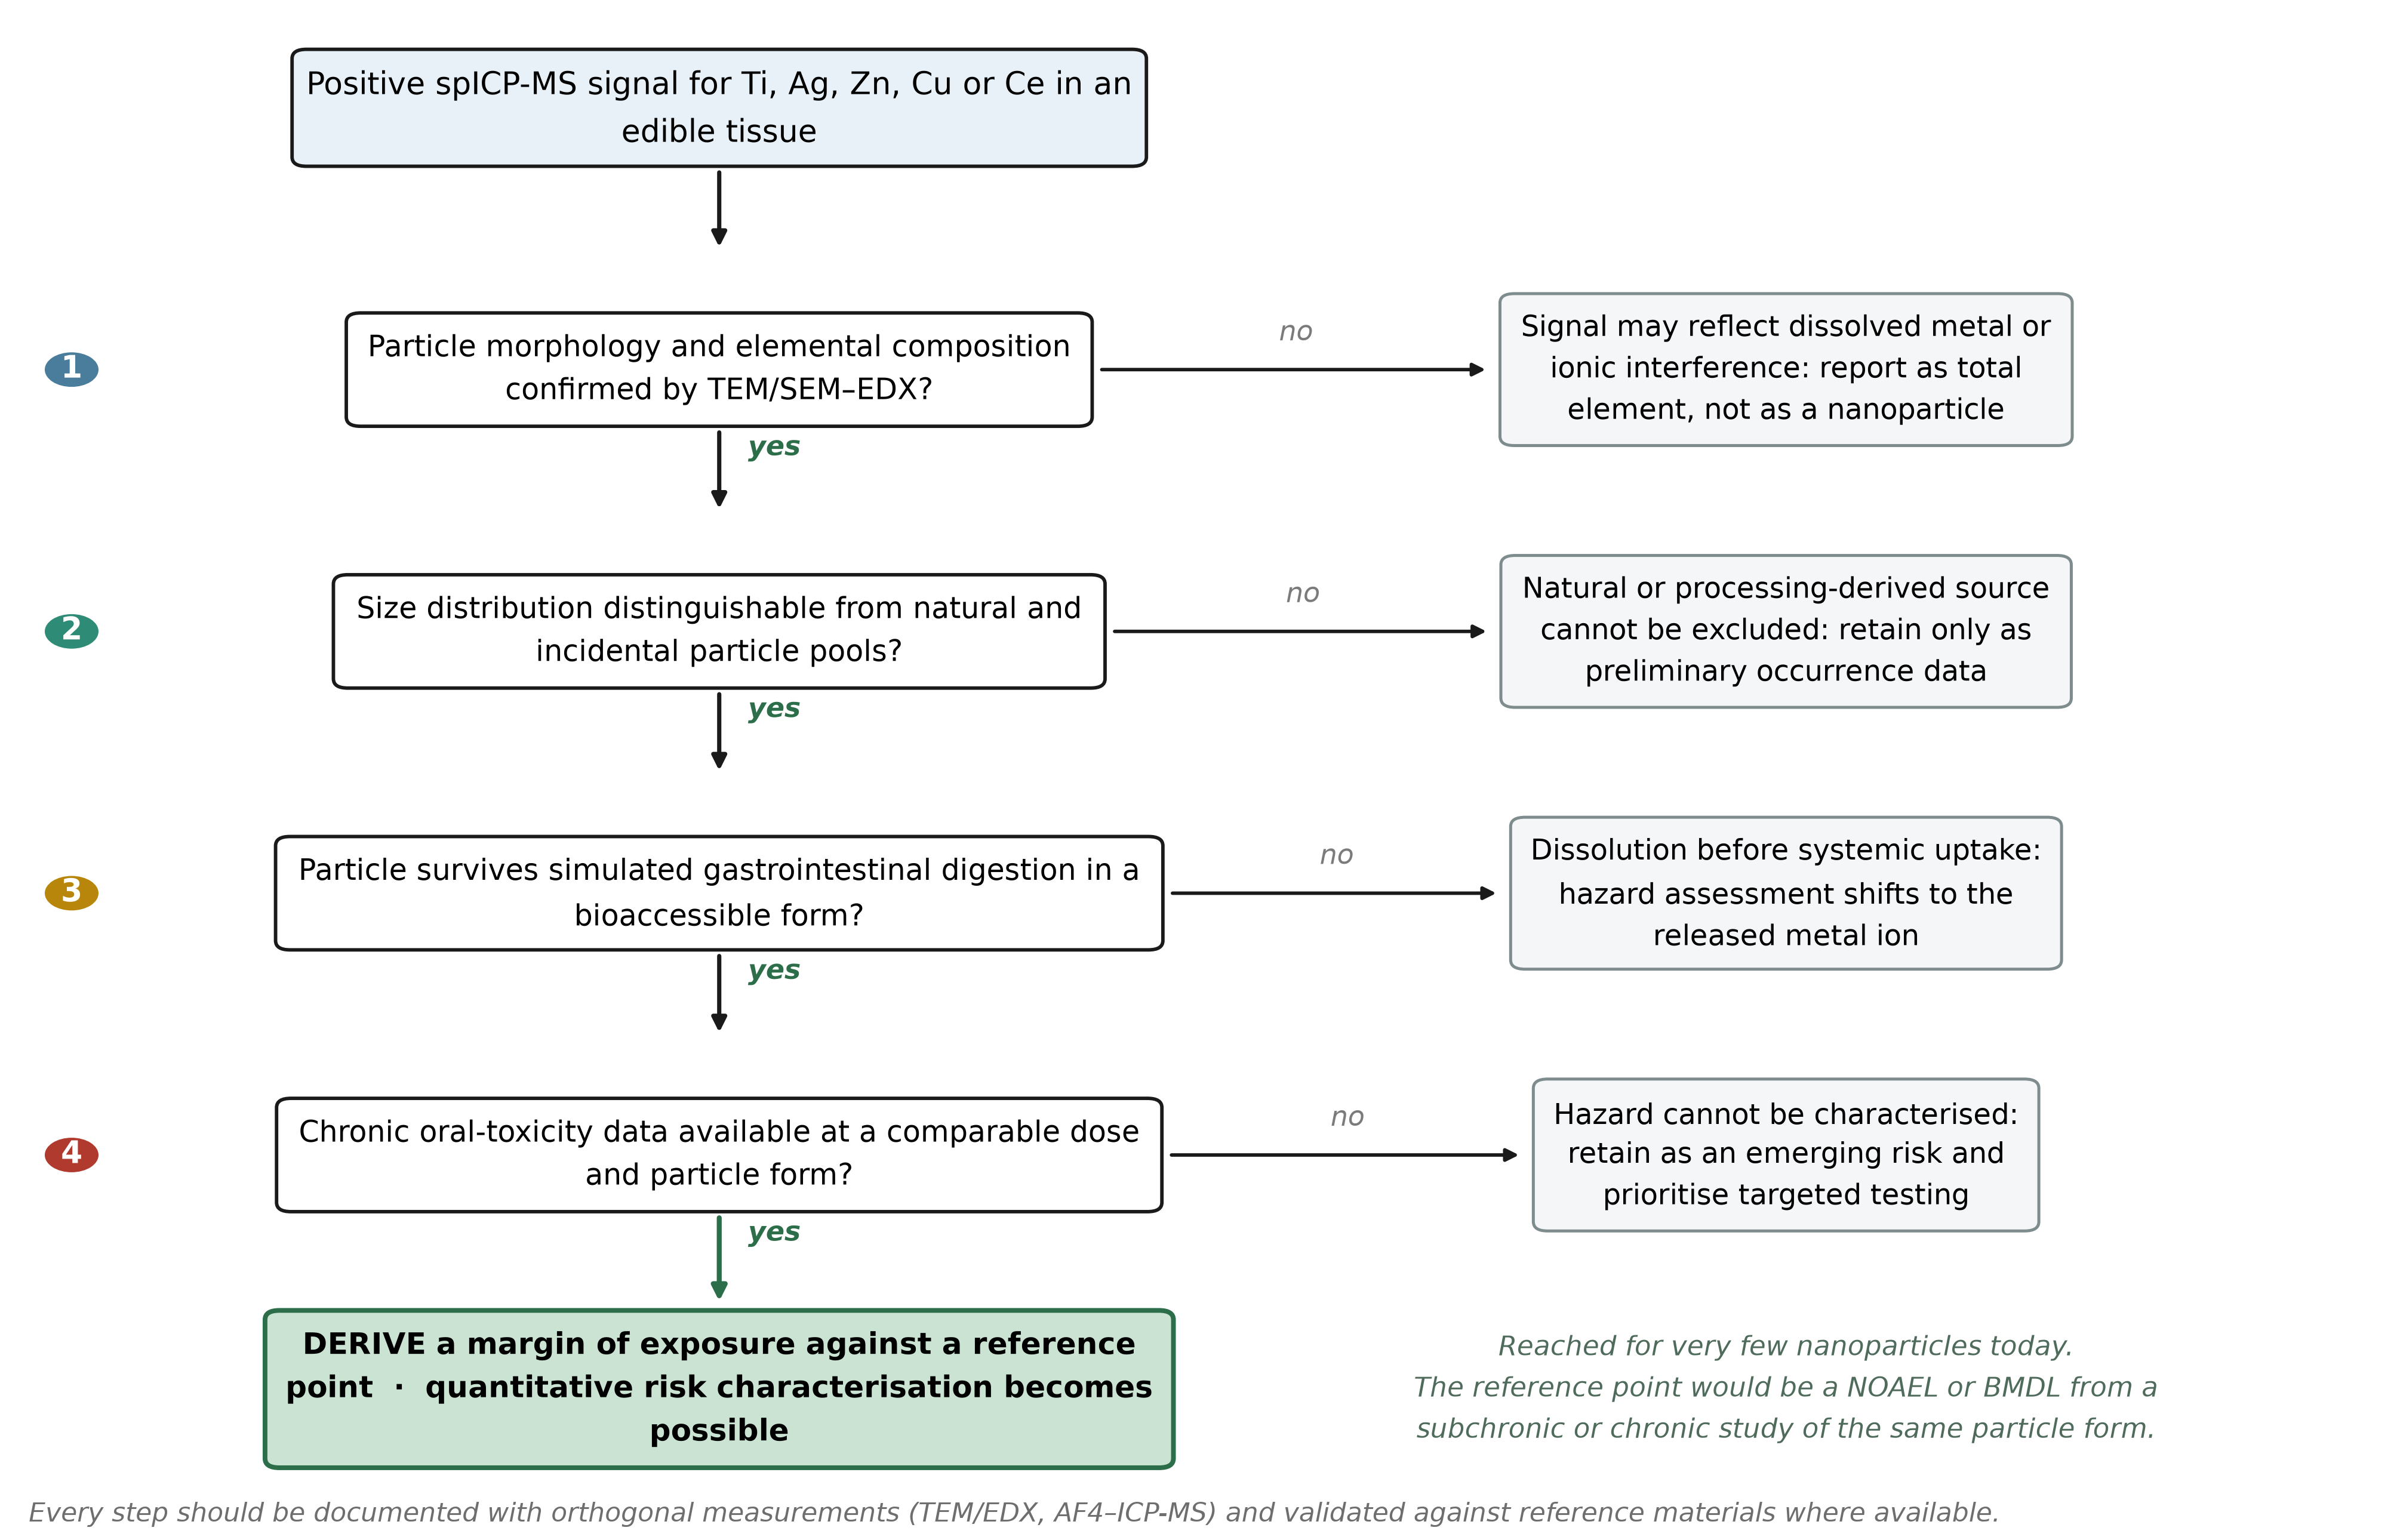 Positive spICP-MS signal for Ti, Ag, Zn, Cu or Ce in an
edible tissue
1
Particle morphology and elemental composition
confirmed by TEM/SEM–EDX?
no
Signal may reflect dissolved metal or
ionic interference: report as total
element, not as a nanoparticle
yes
2
Size distribution distinguishable from natural and
incidental particle pools?
no
Natural or processing-derived source
cannot be excluded: retain only as
preliminary occurrence data
yes
3
Particle survives simulated gastrointestinal digestion in a
bioaccessible form?
no
Dissolution before systemic uptake:
hazard assessment shifts to the
released metal ion
yes
4
Chronic oral-toxicity data available at a comparable dose
and particle form?
no
Hazard cannot be characterised:
retain as an emerging risk and
prioritise targeted testing
yes
DERIVE a margin of exposure against a reference
point · quantitative risk characterisation becomes
possible
Reached for very few nanoparticles today.
The reference point would be a NOAEL or BMDL from a
subchronic or chronic study of the same particle form.
Every step should be documented with orthogonal measurements (TEM/EDX, AF4–ICP-MS) and validated against reference materials where available.